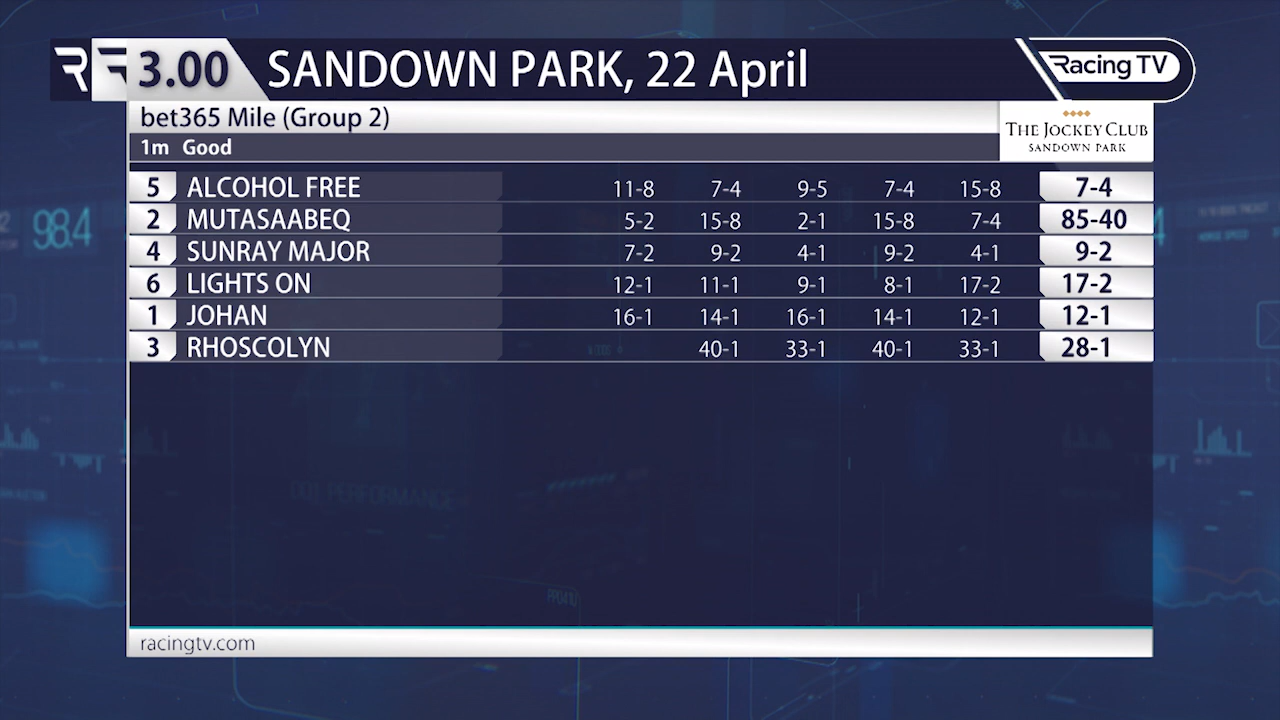 3.00 SANDOWN PARK, 22 April Racing TV
bet365 Mile (Group 2)
THE JOCKEY CLUB
SANDOWN PARK
1m Good
5 ALCOHOL FREE 11-8 7-4 9-5 7-4 15-8 7-4
2 MUTASAABEQ 5-2 15-8 2-1 15-8 7-4 85-40
4 SUNRAY MAJOR 7-2 9-2 4-1 9-2 4-1 9-2
6 LIGHTS ON 12-1 11-1 9-1 8-1 17-2 17-2
1 JOHAN 16-1 14-1 16-1 14-1 12-1 12-1
3 RHOSCOLYN 40-1 33-1 40-1 33-1 28-1
98.4
racingtv.com